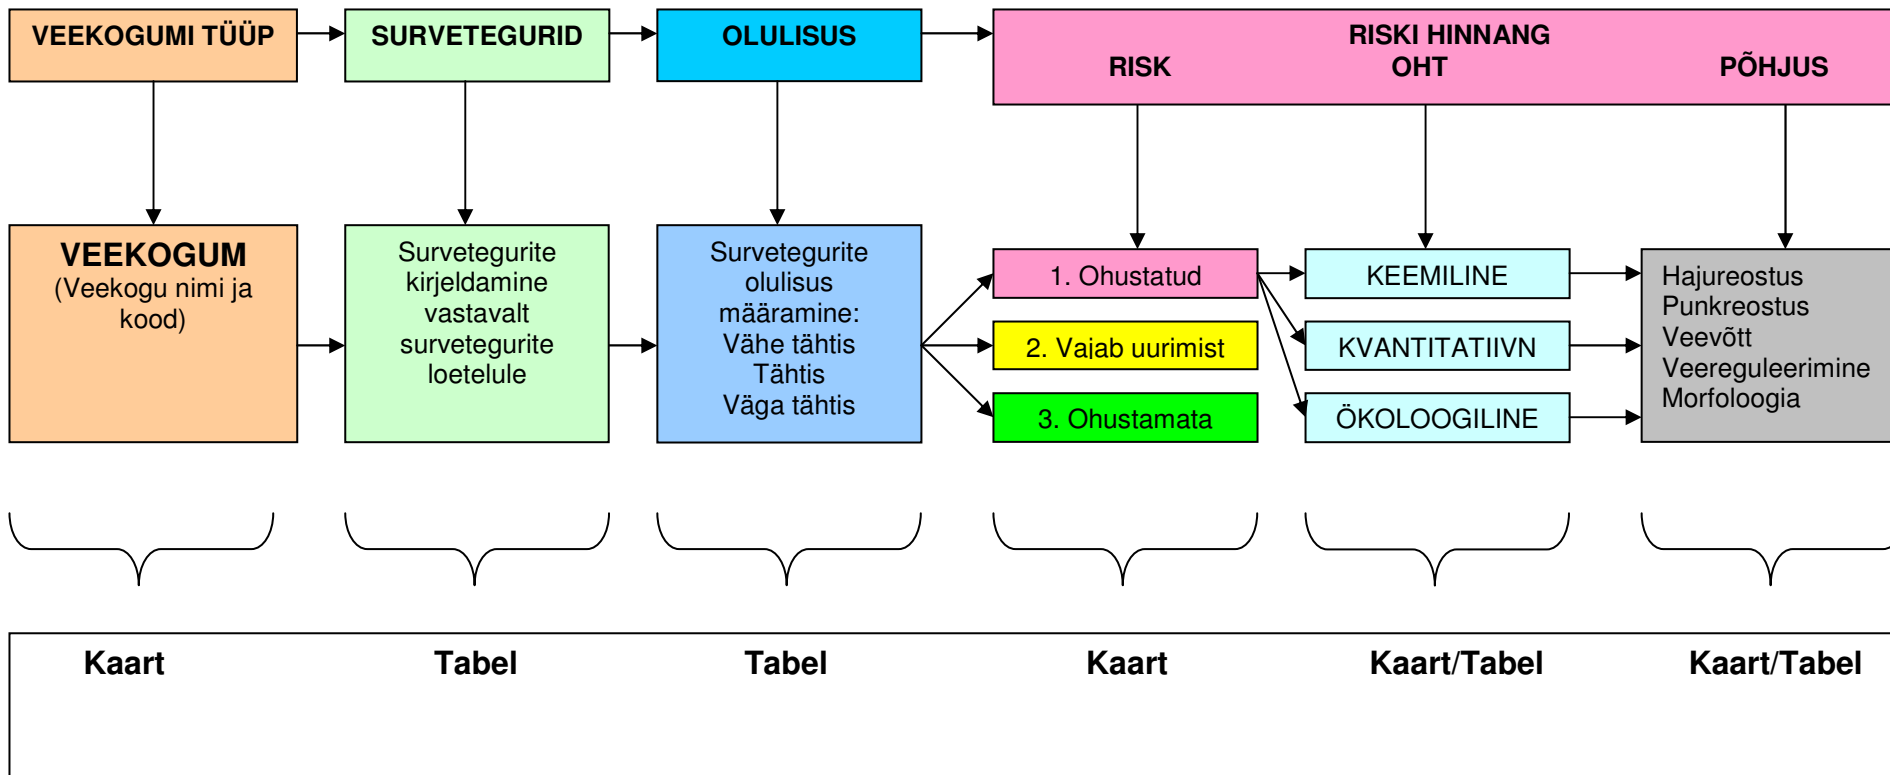 VEEKOGUMI TÜÜP
SURVETEGURID
OLULISUS
RISKI HINNANG
RISK
OHT
PÕHJUS
VEEKOGUM
(Veekogu nimi ja
kood)
Survetegurite
kirjeldamine
vastavalt
survetegurite
loetelule
Survetegurite
olulisus
määramine:
Vähe tähtis
Tähtis
Väga tähtis
1. Ohustatud
2. Vajab uurimist
3. Ohustamata
KEEMILINE
KVANTITATIIVN
ÖKOLOOGILINE
Hajureostus
Punkreostus
Veevõtt
Veereguleerimine
Morfoloogia
Kaart
Tabel
Tabel
Kaart
Kaart/Tabel
Kaart/Tabel